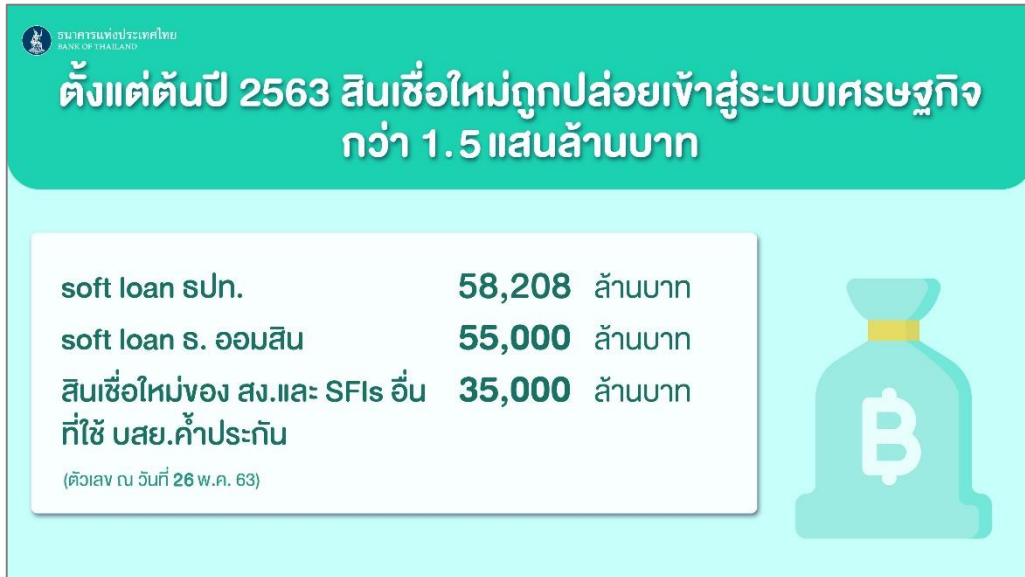 ธนาคารแห่งประเทศไทย
BANK OF THAILAND
ตั้งแต่ต้นปี 2563 สินเชื่อใหม่ถูกปล่อยเข้าสู่ระบบเศรษฐกิจ
กว่า 1.5 แสนล้านบาท
soft loan ธปท. 58,208 ล้านบาท
soft loan ธ. ออมสิน 55,000 ล้านบาท
สินเชื่อใหม่ของ สง.และ SFIs อื่น 35,000 ล้านบาท
ที่ใช้ บสย.ค้ำประกัน
(ตัวเลข ณ วันที่ 26 พ.ค. 63)
฿